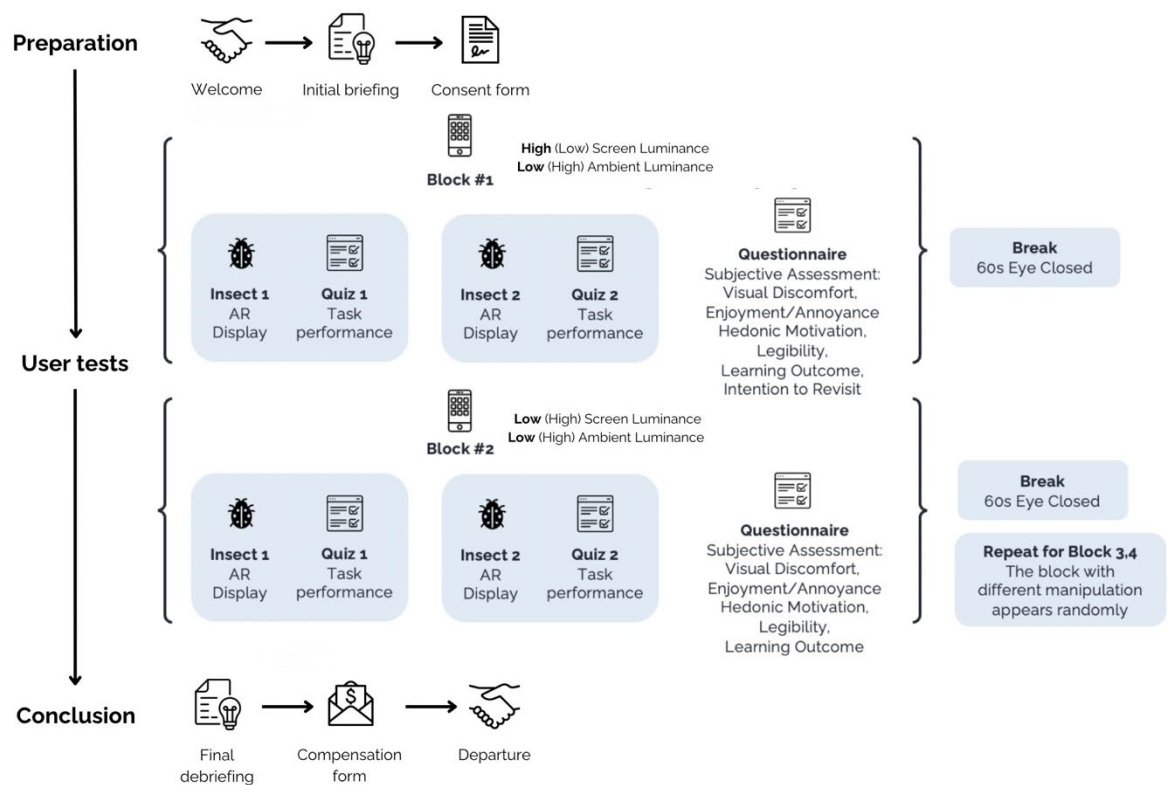 Preparation
Welcome
Initial briefing
Consent form
High (Low) Screen Luminance
Low (High) Ambient Luminance
Block #1
Insect 1
AR
Display
Quiz 1
Task
performance
Insect 2
AR
Display
Quiz 2
Task
performance
Questionnaire
Subjective Assessment:
Visual Discomfort,
Enjoyment/Annoyance
Hedonic Motivation,
Legibility,
Learning Outcome,
Intention to Revisit
Break
60s Eye Closed
User tests
Low (High) Screen Luminance
Low (High) Ambient Luminance
Block #2
Insect 1
AR
Display
Quiz 1
Task
performance
Insect 2
AR
Display
Quiz 2
Task
performance
Questionnaire
Subjective Assessment:
Visual Discomfort,
Enjoyment/Annoyance
Hedonic Motivation,
Legibility,
Learning Outcome
Break
60s Eye Closed
Repeat for Block 3,4
The block with
different manipulation
appears randomly
Conclusion
Final
debriefing
$
Compensation
form
Departure